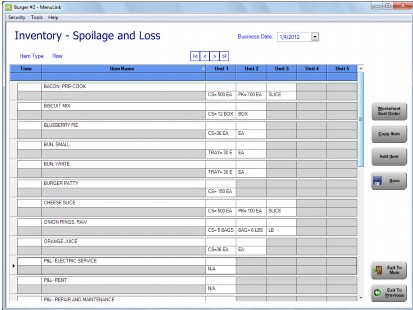 Burger #2 - MenuLink
Security Tools Help
Inventory - Spoilage and Loss
Business Date: 1/4/2012
Item Type: Raw
|< < > >|
Time Item Name Unit 1 Unit 2 Unit 3 Unit 4 Unit 5
BACON, PRE-COOK
CS= 500 EA PK= 100 EA SLICE
BISCUIT MIX
CS= 12 BOX BOX
BLUEBERRY PIE
CS=36 EA EA
BUN, SMALL
TRAY= 30 E EA
BUN, WHITE
TRAY= 30 E EA
BURGER PATTY
CS= 150 EA
CHEESE SLICE
CS= 500 EA PK= 100 EA SLICE
ONION RINGS, RAW
CS= 5 BAGS BAG= 6 LBS LB
ORANGE JUICE
CS=36 EA EA
P&L- ELECTRIC SERVICE
N/A
P&L- RENT
N/A
P&L- REPAIR AND MAINTENANCE
Worksheet
Sort Order
Copy Item
Add Item
Save
Exit To
Main
Exit To
Previous